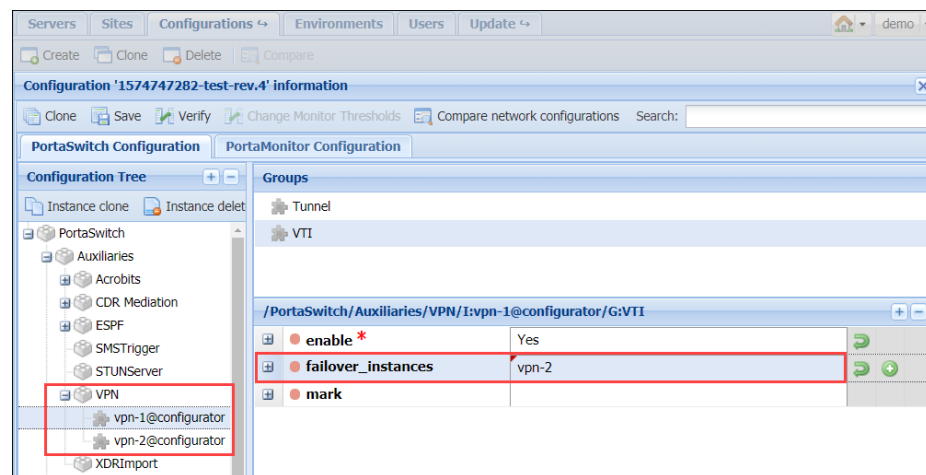 Servers Sites Configurations ↪ Environments Users Update ↪ demo
Create Clone Delete Compare
Configuration '1574747282-test-rev.4' information
Clone Save Verify Change Monitor Thresholds Compare network configurations Search:
PortaSwitch Configuration PortaMonitor Configuration
Configuration Tree
Instance clone Instance delet
PortaSwitch
Auxiliaries
Acrobits
CDR Mediation
ESPF
SMSTrigger
STUNServer
VPN
vpn-1@configurator
vpn-2@configurator
XDRImport
Groups
Tunnel
VTI
/PortaSwitch/Auxiliaries/VPN/I:vpn-1@configurator/G:VTI
enable * Yes
failover_instances vpn-2
mark